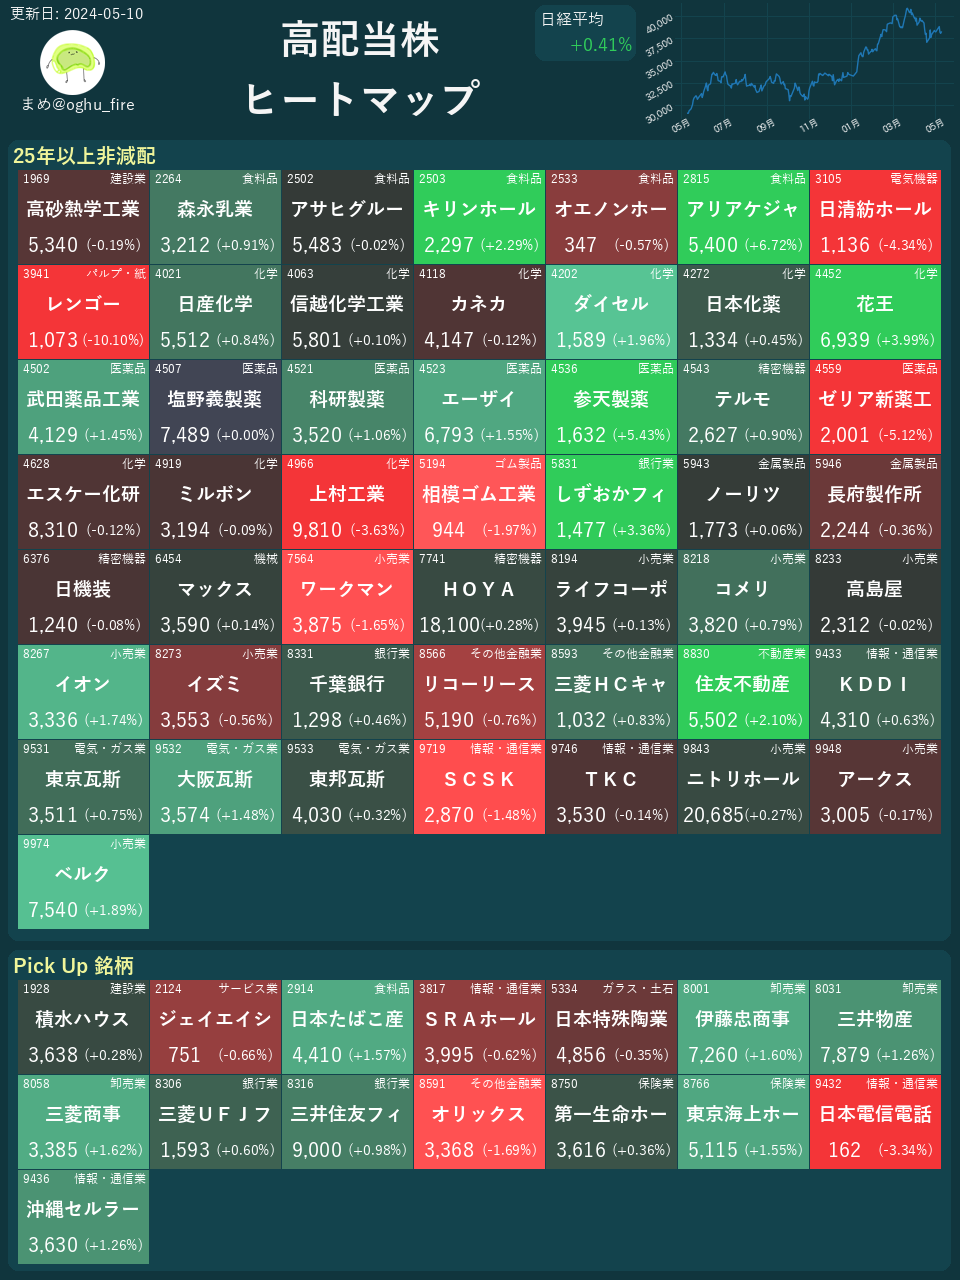 更新日: 2024-05-10
まめ@oghu_fire
高配当株
ヒートマップ
日経平均
+0.41%
40,000
37,500
35,000
32,500
30,000
05月 07月 09月 11月 01月 03月 05月
25年以上非減配
1969 建設業 2264 食料品 2502 食料品 2503 食料品 2533 食料品 2815 食料品 3105 電気機器
高砂熱学工業 森永乳業 アサヒグルー キリンホール オエノンホー アリアケジャ 日清紡ホール
5,340 (-0.19%) 3,212 (+0.91%) 5,483 (-0.02%) 2,297 (+2.29%) 347 (-0.57%) 5,400 (+6.72%) 1,136 (-4.34%)
3941 パルプ・紙 4021 化学 4063 化学 4118 化学 4202 化学 4272 化学 4452 化学
レンゴー 日産化学 信越化学工業 カネカ ダイセル 日本化薬 花王
1,073 (-10.10%) 5,512 (+0.84%) 5,801 (+0.10%) 4,147 (-0.12%) 1,589 (+1.96%) 1,334 (+0.45%) 6,939 (+3.99%)
4502 医薬品 4507 医薬品 4521 医薬品 4523 医薬品 4536 医薬品 4543 精密機器 4559 医薬品
武田薬品工業 塩野義製薬 科研製薬 エーザイ 参天製薬 テルモ ゼリア新薬工
4,129 (+1.45%) 7,489 (+0.00%) 3,520 (+1.06%) 6,793 (+1.55%) 1,632 (+5.43%) 2,627 (+0.90%) 2,001 (-5.12%)
4628 化学 4919 化学 4966 化学 5194 ゴム製品 5831 銀行業 5943 金属製品 5946 金属製品
エスケー化研 ミルボン 上村工業 相模ゴム工業 しずおかフィ ノーリツ 長府製作所
8,310 (-0.12%) 3,194 (-0.09%) 9,810 (-3.63%) 944 (-1.97%) 1,477 (+3.36%) 1,773 (+0.06%) 2,244 (-0.36%)
6376 精密機器 6454 機械 7564 小売業 7741 精密機器 8194 小売業 8218 小売業 8233 小売業
日機装 マックス ワークマン ＨＯＹＡ ライフコーポ コメリ 高島屋
1,240 (-0.08%) 3,590 (+0.14%) 3,875 (-1.65%) 18,100(+0.28%) 3,945 (+0.13%) 3,820 (+0.79%) 2,312 (-0.02%)
8267 小売業 8273 小売業 8331 銀行業 8566 その他金融業 8593 その他金融業 8830 不動産業 9433 情報・通信業
イオン イズミ 千葉銀行 リコーリース 三菱ＨＣキャ 住友不動産 ＫＤＤＩ
3,336 (+1.74%) 3,553 (-0.56%) 1,298 (+0.46%) 5,190 (-0.76%) 1,032 (+0.83%) 5,502 (+2.10%) 4,310 (+0.63%)
9531 電気・ガス業 9532 電気・ガス業 9533 電気・ガス業 9719 情報・通信業 9746 情報・通信業 9843 小売業 9948 小売業
東京瓦斯 大阪瓦斯 東邦瓦斯 ＳＣＳＫ ＴＫＣ ニトリホール アークス
3,511 (+0.75%) 3,574 (+1.48%) 4,030 (+0.32%) 2,870 (-1.48%) 3,530 (-0.14%) 20,685(+0.27%) 3,005 (-0.17%)
9974 小売業
ベルク
7,540 (+1.89%)
Pick Up 銘柄
1928 建設業 2124 サービス業 2914 食料品 3817 情報・通信業 5334 ガラス・土石 8001 卸売業 8031 卸売業
積水ハウス ジェイエイシ 日本たばこ産 ＳＲＡホール 日本特殊陶業 伊藤忠商事 三井物産
3,638 (+0.28%) 751 (-0.66%) 4,410 (+1.57%) 3,995 (-0.62%) 4,856 (-0.35%) 7,260 (+1.60%) 7,879 (+1.26%)
8058 卸売業 8306 銀行業 8316 銀行業 8591 その他金融業 8750 保険業 8766 保険業 9432 情報・通信業
三菱商事 三菱ＵＦＪフ 三井住友フィ オリックス 第一生命ホー 東京海上ホー 日本電信電話
3,385 (+1.62%) 1,593 (+0.60%) 9,000 (+0.98%) 3,368 (-1.69%) 3,616 (+0.36%) 5,115 (+1.55%) 162 (-3.34%)
9436 情報・通信業
沖縄セルラー
3,630 (+1.26%)